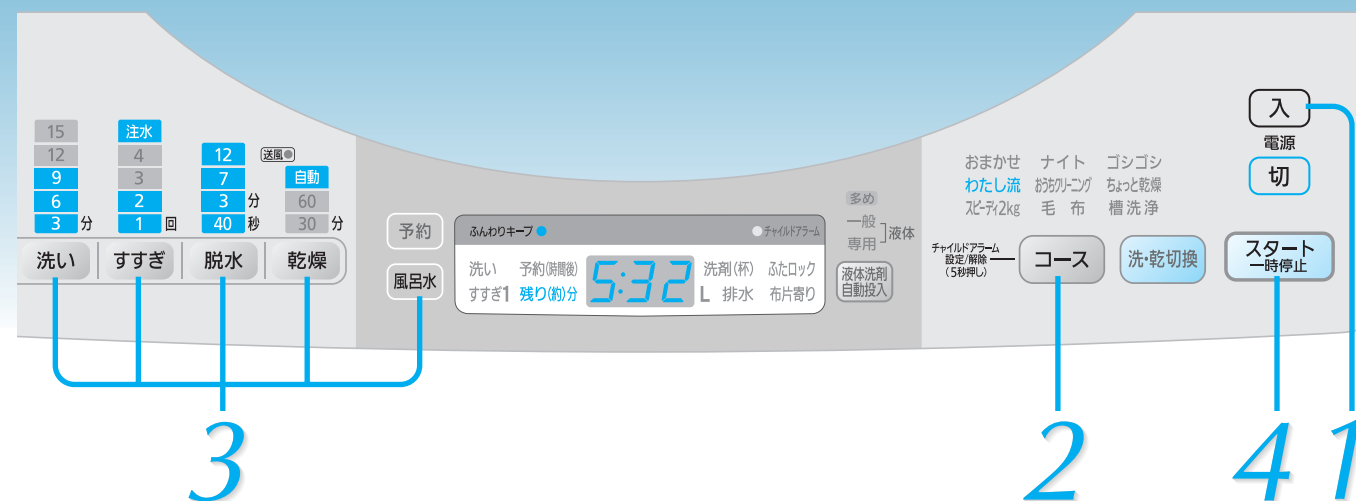 15
12
9
6
3 分
洗い
注水
4
3
2
1 回
すすぎ
12
7
3 分
40 秒
脱水
送風
自動
60
30 分
乾燥
予約
風呂水
ふんわりキープ
チャイルドアラーム
洗い 予約(時間後) 5:32 洗剤(杯) ふたロック
すすぎ1 残り(約)分 L 排水 布片寄り
多め
一般
専用
液体
液体洗剤
自動投入
おまかせ ナイト ゴシゴシ
わたし流 おうちクリーニング ちょっと乾燥
スピーディ2kg 毛布 槽洗浄
チャイルドアラーム
設定/解除
(5秒押し)
コース
洗・乾切換
入
電源
切
スタート
一時停止
3
2
4
1